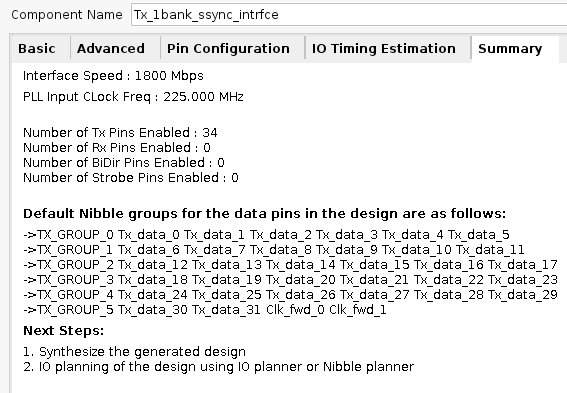 Component Name Tx_1bank_ssync_intrfce
Basic Advanced Pin Configuration IO Timing Estimation Summary
Interface Speed : 1800 Mbps
PLL Input CLock Freq : 225.000 MHz
Number of Tx Pins Enabled : 34
Number of Rx Pins Enabled : 0
Number of BiDir Pins Enabled : 0
Number of Strobe Pins Enabled : 0
Default Nibble groups for the data pins in the design are as follows:
->TX_GROUP_0 Tx_data_0 Tx_data_1 Tx_data_2 Tx_data_3 Tx_data_4 Tx_data_5
->TX_GROUP_1 Tx_data_6 Tx_data_7 Tx_data_8 Tx_data_9 Tx_data_10 Tx_data_11
->TX_GROUP_2 Tx_data_12 Tx_data_13 Tx_data_14 Tx_data_15 Tx_data_16 Tx_data_17
->TX_GROUP_3 Tx_data_18 Tx_data_19 Tx_data_20 Tx_data_21 Tx_data_22 Tx_data_23
->TX_GROUP_4 Tx_data_24 Tx_data_25 Tx_data_26 Tx_data_27 Tx_data_28 Tx_data_29
->TX_GROUP_5 Tx_data_30 Tx_data_31 Clk_fwd_0 Clk_fwd_1
Next Steps:
1. Synthesize the generated design
2. IO planning of the design using IO planner or Nibble planner